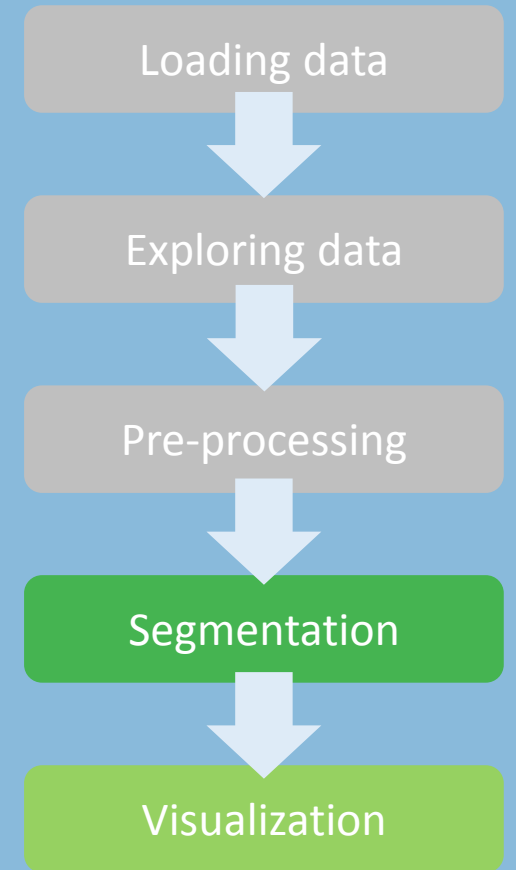 Loading data
Exploring data
Pre-processing
Segmentation
Visualization